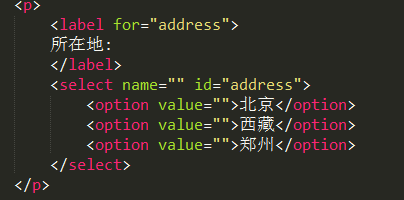 <p>
<label for="address">
所在地:
</label>
<select name="" id="address">
<option value="">北京</option>
<option value="">西藏</option>
<option value="">郑州</option>
</select>
</p>